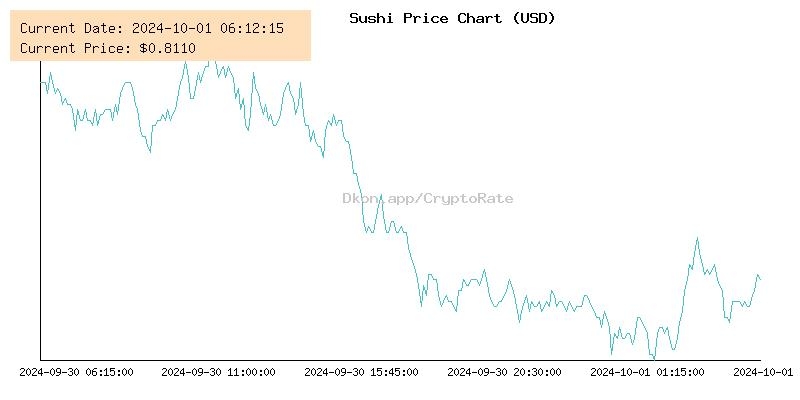 Sushi Price Chart (USD)
Current Date: 2024-10-01 06:12:15
Current Price: $0.8110
Dkoni.app/CryptoRate
2024-09-30 06:15:00 2024-09-30 11:00:00 2024-09-30 15:45:00 2024-09-30 20:30:00 2024-10-01 01:15:00 2024-10-01